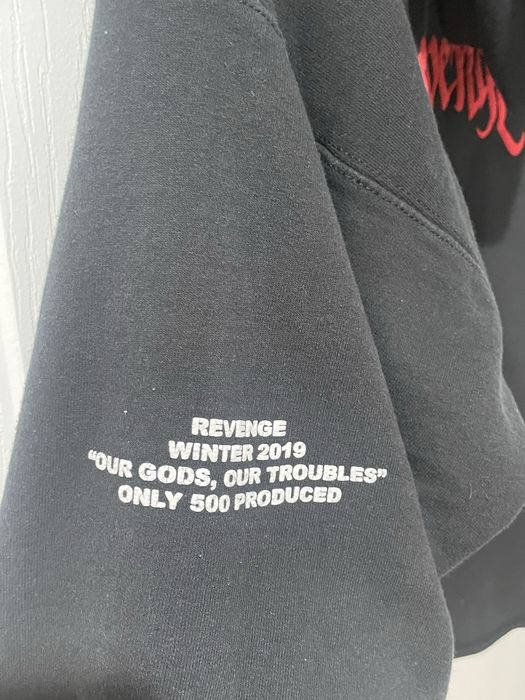 REVENGE
WINTER 2019
“OUR GODS, OUR TROUBLES”
ONLY 500 PRODUCED